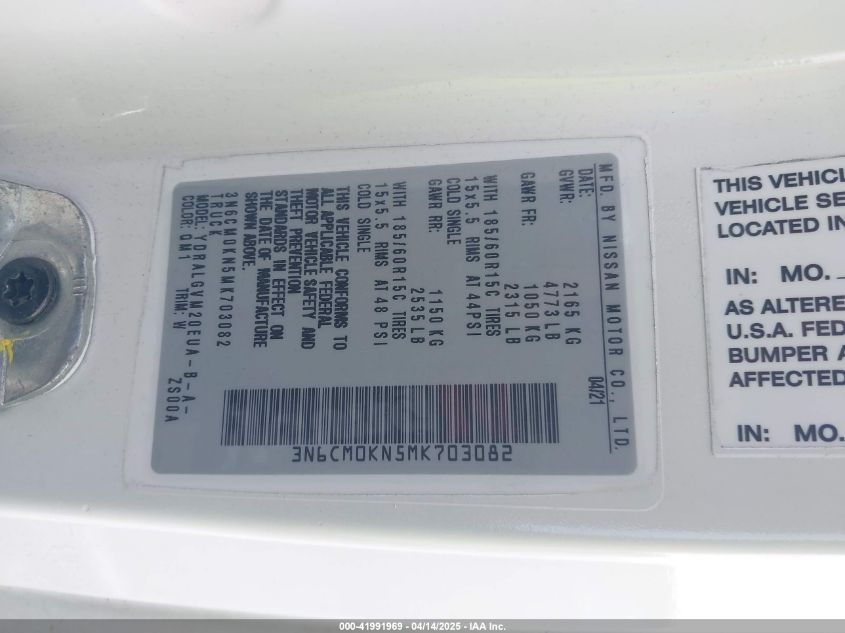 MFD. BY NISSAN MOTOR CO., LTD.
DATE: 04/21
GVWR: 2165 KG
4773 LB
GAWR FR: 1050 KG
2315 LB
WITH 185/60R15C TIRES
15x5.5 RIMS AT 44PSI
COLD SINGLE
GAWR RR: 1150 KG
2535 LB
WITH 185/60R15C TIRES
15x5.5 RIMS AT 48 PSI
COLD SINGLE
THIS VEHICLE CONFORMS TO
ALL APPLICABLE FEDERAL
MOTOR VEHICLE SAFETY AND
THEFT PREVENTION
STANDARDS IN EFFECT ON
THE DATE OF MANUFACTURE
SHOWN ABOVE.
3N6CM0KN5MK703082
TRUCK
MODEL: YGRALGVM20EUA-B-A-
COLOR: QM1 TRIM: W ZS00A
3N6CM0KN5MK703082
THIS VEHICL
VEHICLE SE
LOCATED IN
IN: MO.
AS ALTERE
U.S.A. FED
BUMPER A
AFFECTED
IN: MO.
000-41991969 - 04/14/2025 - IAA Inc.